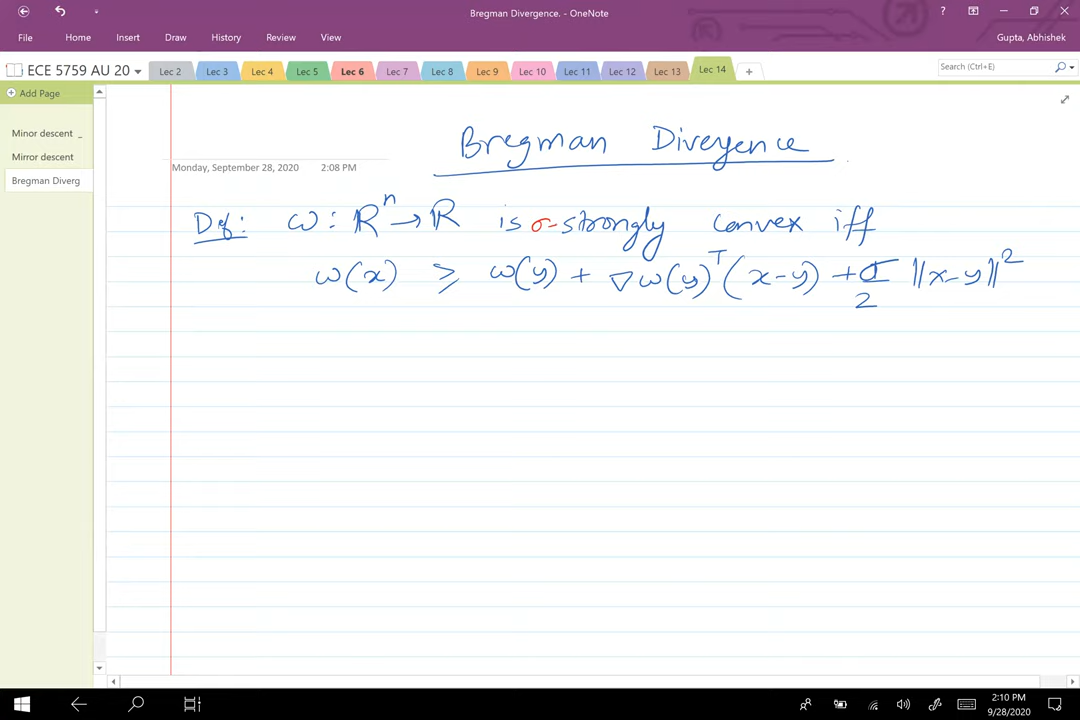 Bregman Divergence. - OneNote
?
File
Home
Insert
Draw
History
Review
View
Gupta, Abhishek
ECE 5759 AU 20
Lec 2
Lec 3
Lec 4
Lec 5
Lec 6
Lec 7
Lec 8
Lec 9
Lec 10
Lec 11
Lec 12
Lec 13
Lec 14
Search (Ctrl+E)
Add Page
Minor descent
Mirror descent
Bregman Diverg
Bregman Divergence
Monday, September 28, 2020 2:08 PM
Def: ω: ℝⁿ → ℝ is σ-strongly convex iff
ω(x) ≥ ω(y) + ∇ω(y)ᵀ(x-y) + σ/2 ||x-y||²
2:10 PM
9/28/2020